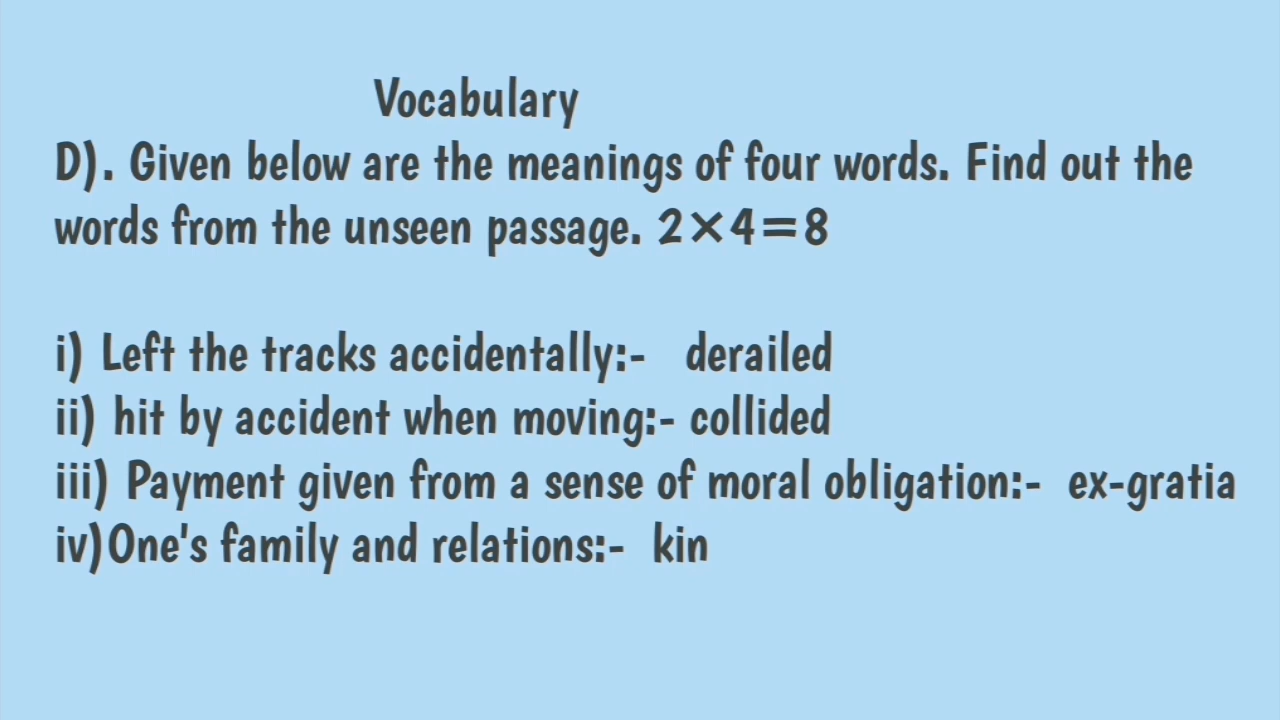 Vocabulary
D). Given below are the meanings of four words. Find out the
words from the unseen passage. 2×4=8
i) Left the tracks accidentally:- derailed
ii) hit by accident when moving:- collided
iii) Payment given from a sense of moral obligation:- ex-gratia
iv)One's family and relations:- kin